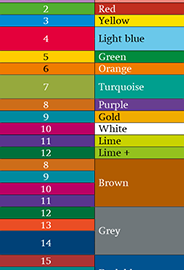 2 Red
3 Yellow
4 Light blue
5 Green
6 Orange
7 Turquoise
8 Purple
9 Gold
10 White
11 Lime
12 Lime +
8
9
10
11
Brown
12
13
14
Grey
15